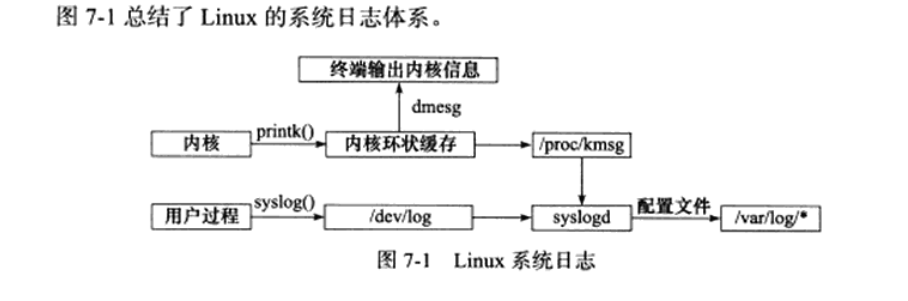 图 7-1 总结了 Linux 的系统日志体系。
终端输出内核信息
dmesg
内核
printk()
内核环状缓存
/proc/kmsg
用户过程
syslog()
/dev/log
syslogd
配置文件
/var/log/*
图 7-1 Linux 系统日志